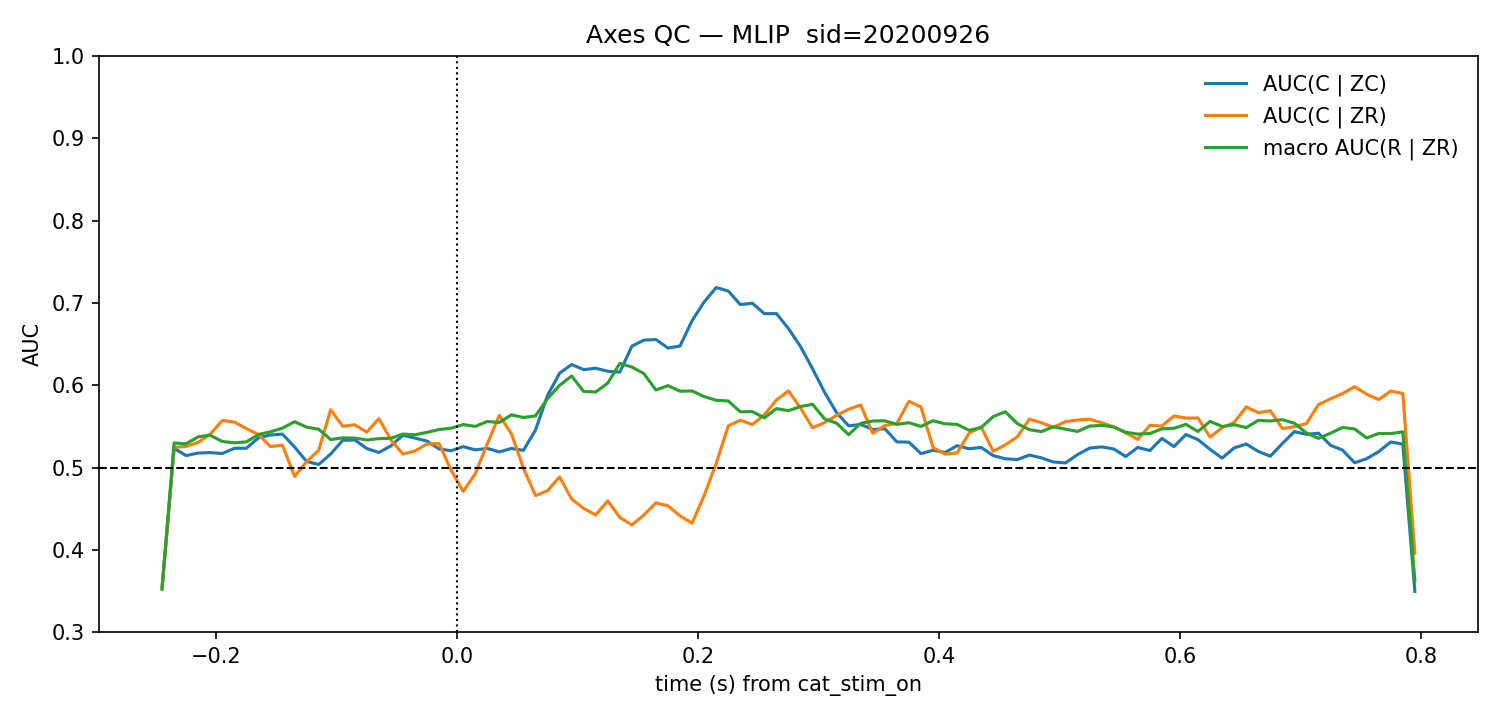 Axes QC — MLIP  sid=20200926
1.0
0.9
0.8
0.7
0.6
0.5
0.4
0.3
AUC
AUC(C | ZC)
AUC(C | ZR)
macro AUC(R | ZR)
−0.2 0.0 0.2 0.4 0.6 0.8
time (s) from cat_stim_on